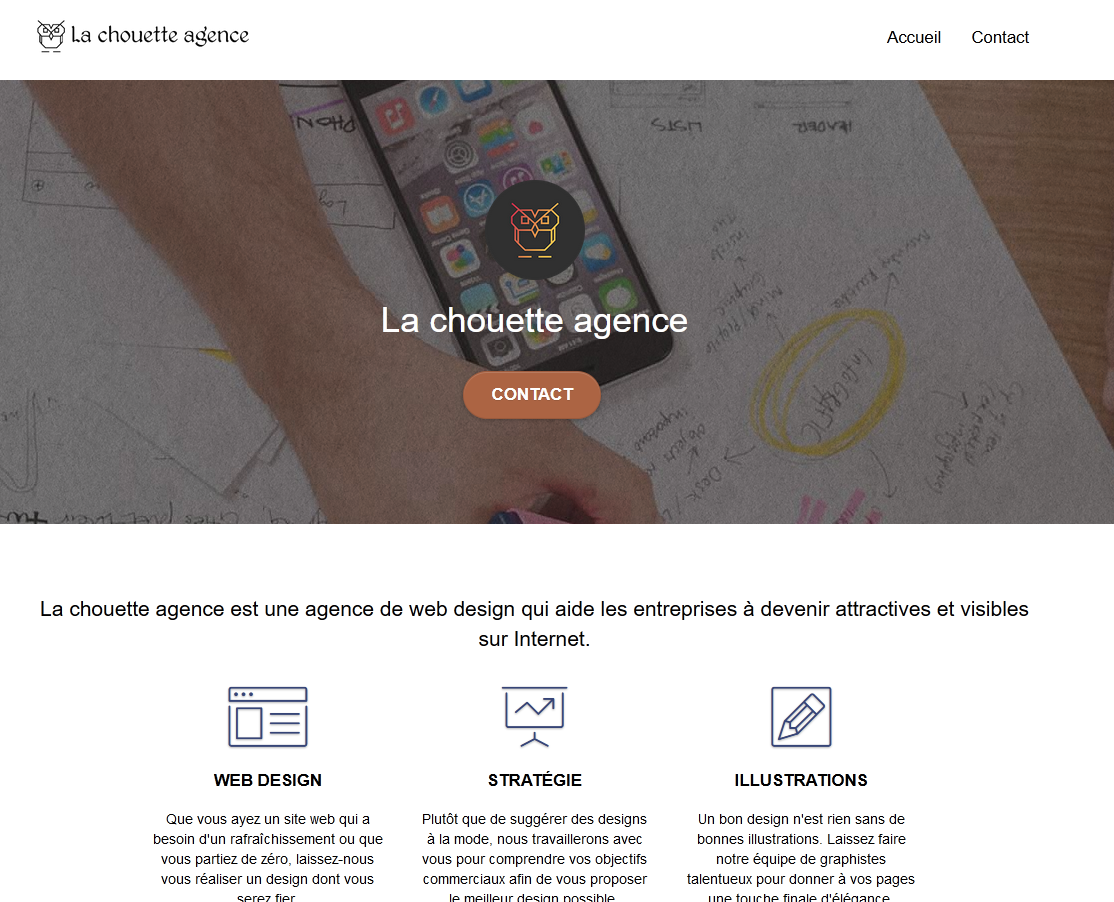 La chouette agence
Accueil Contact
PHONE
LISTS
HEADER
La chouette agence
CONTACT
INFOGRAPHIC
La chouette agence est une agence de web design qui aide les entreprises à devenir attractives et visibles
sur Internet.
WEB DESIGN
STRATÉGIE
ILLUSTRATIONS
Que vous ayez un site web qui a
besoin d'un rafraîchissement ou que
vous partiez de zéro, laissez-nous
vous réaliser un design dont vous
serez fier
Plutôt que de suggérer des designs
à la mode, nous travaillerons avec
vous pour comprendre vos objectifs
commerciaux afin de vous proposer
le meilleur design possible
Un bon design n'est rien sans de
bonnes illustrations. Laissez faire
notre équipe de graphistes
talentueux pour donner à vos pages
une touche finale d'élégance